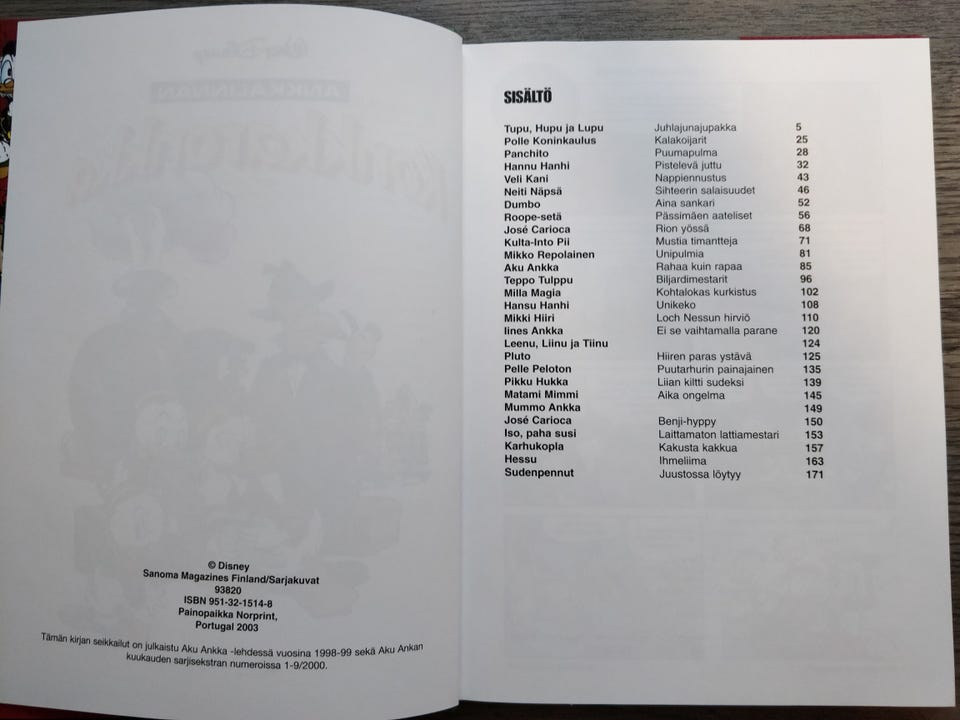 © Disney
Sanoma Magazines Finland/Sarjakuvat
93820
ISBN 951-32-1514-8
Painopaikka Norprint,
Portugal 2003
Tämän kirjan seikkailut on julkaistu Aku Ankka -lehdessä vuosina 1998-99 sekä Aku Ankan
kuukauden sarjisekstran numeroissa 1-9/2000.
SISÄLTÖ
Tupu, Hupu ja Lupu Juhlajunajupakka 5
Polle Koninkaulus Kalakoijarit 25
Panchito Puumapulma 28
Hannu Hanhi Pistelevä juttu 32
Veli Kani Nappiennustus 43
Neiti Näpsä Sihteerin salaisuudet 46
Dumbo Aina sankari 52
Roope-setä Pässimäen aateliset 56
José Carioca Rion yössä 68
Kulta-Into Pii Mustia timantteja 71
Mikko Repolainen Unipulmia 81
Aku Ankka Rahaa kuin rapaa 85
Teppo Tulppu Biljardimestarit 96
Milla Magia Kohtalokas kurkistus 102
Hansu Hanhi Unikeko 108
Mikki Hiiri Loch Nessun hirviö 110
Iines Ankka Ei se vaihtamalla parane 120
Leenu, Liinu ja Tiinu 124
Pluto Hiiren paras ystävä 125
Pelle Peloton Puutarhurin painajainen 135
Pikku Hukka Liian kiltti sudeksi 139
Matami Mimmi Aika ongelma 145
Mummo Ankka 149
José Carioca Benji-hyppy 150
Iso, paha susi Laittamaton lattiamestari 153
Karhukopla Kakusta kakkua 157
Hessu Ihmeliima 163
Sudenpennut Juustossa löytyy 171